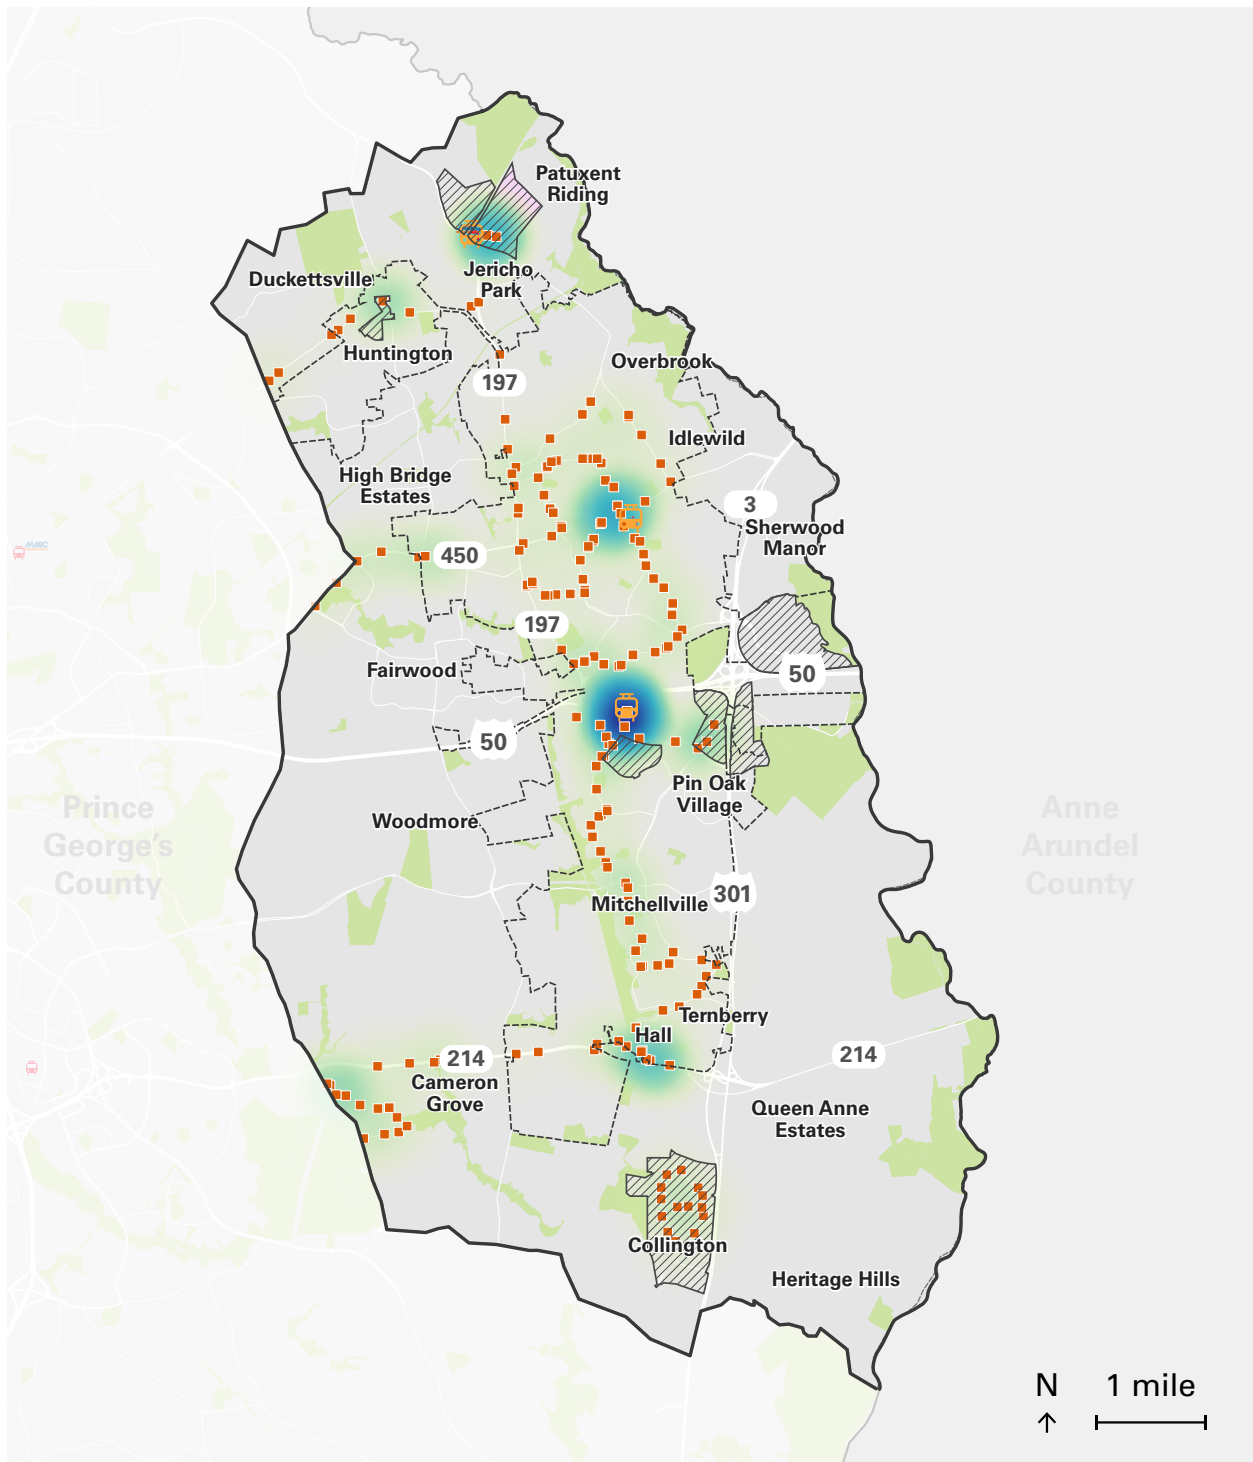 Patuxent
Riding
Jericho
Park
Duckettsville
Huntington
Overbrook
197
Idlewild
High Bridge
Estates
3
Sherwood
Manor
MARC
450
197
Fairwood
50
50
Pin Oak
Village
Prince
George's
County
Anne
Arundel
County
Woodmore
301
Mitchellville
Ternberry
Hall
214
214
Cameron
Grove
Queen Anne
Estates
Collington
Heritage Hills
N
1 mile